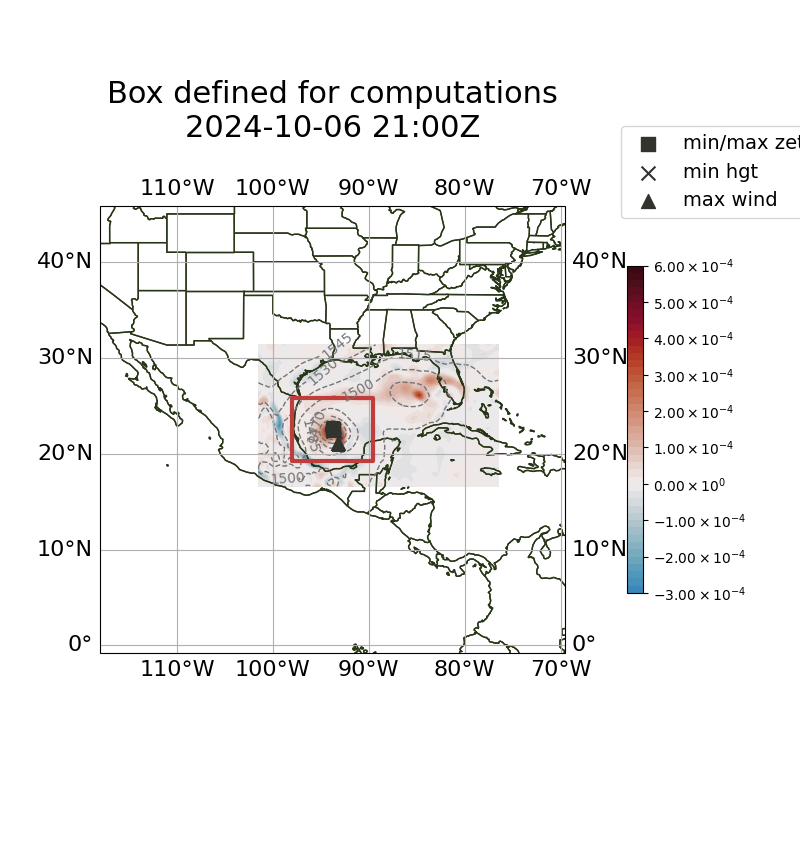 Box defined for computations
2024-10-06 21:00Z
min/max zet
min hgt
max wind
110°W 100°W 90°W 80°W 70°W
40°N 40°N
30°N 30°N
20°N 20°N
10°N 10°N
0° 0°
110°W 100°W 90°W 80°W 70°W
1545
1530
1500
1500
6.00 × 10⁻⁴
5.00 × 10⁻⁴
4.00 × 10⁻⁴
3.00 × 10⁻⁴
2.00 × 10⁻⁴
1.00 × 10⁻⁴
0.00 × 10⁰
−1.00 × 10⁻⁴
−2.00 × 10⁻⁴
−3.00 × 10⁻⁴